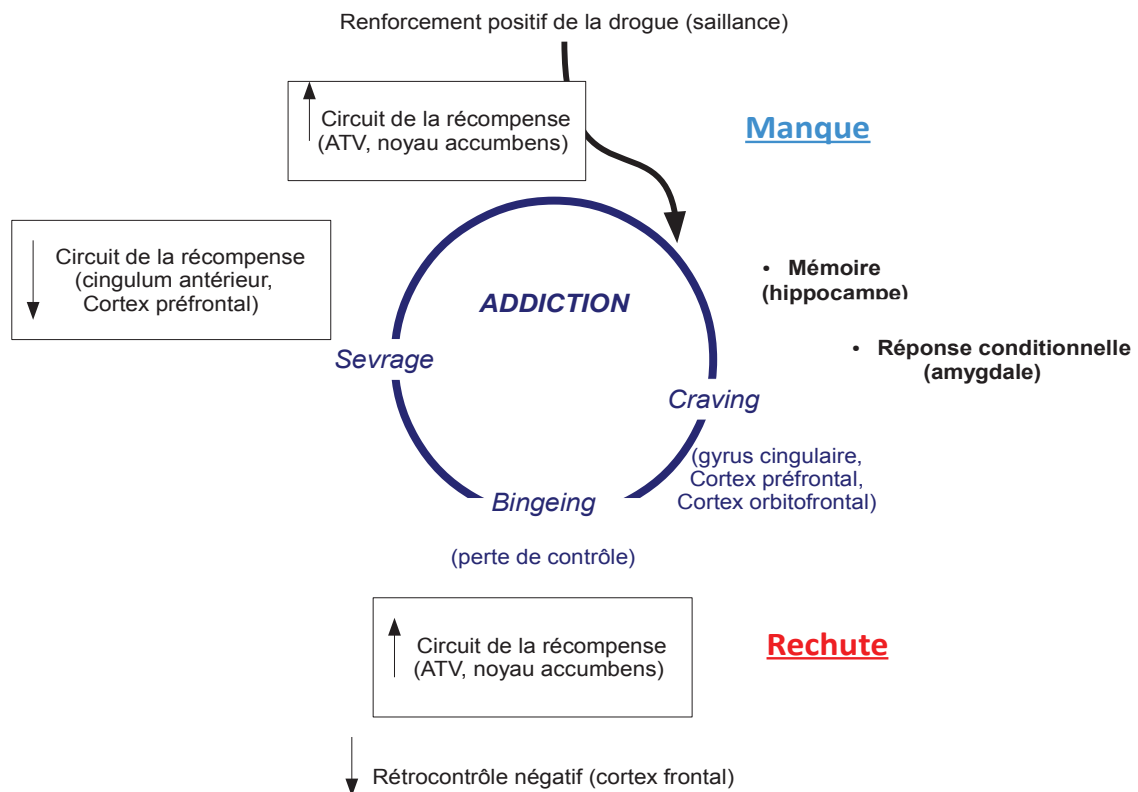 Renforcement positif de la drogue (saillance)
Circuit de la récompense
(ATV, noyau accumbens)
Manque
Circuit de la récompense
(cingulum antérieur,
Cortex préfrontal)
• Mémoire
(hippocampe)
ADDICTION
• Réponse conditionnelle
(amygdale)
Sevrage
Craving
(gyrus cingulaire,
Cortex préfrontal,
Cortex orbitofrontal)
Bingeing
(perte de contrôle)
Circuit de la récompense
(ATV, noyau accumbens)
Rechute
Rétrocontrôle négatif (cortex frontal)